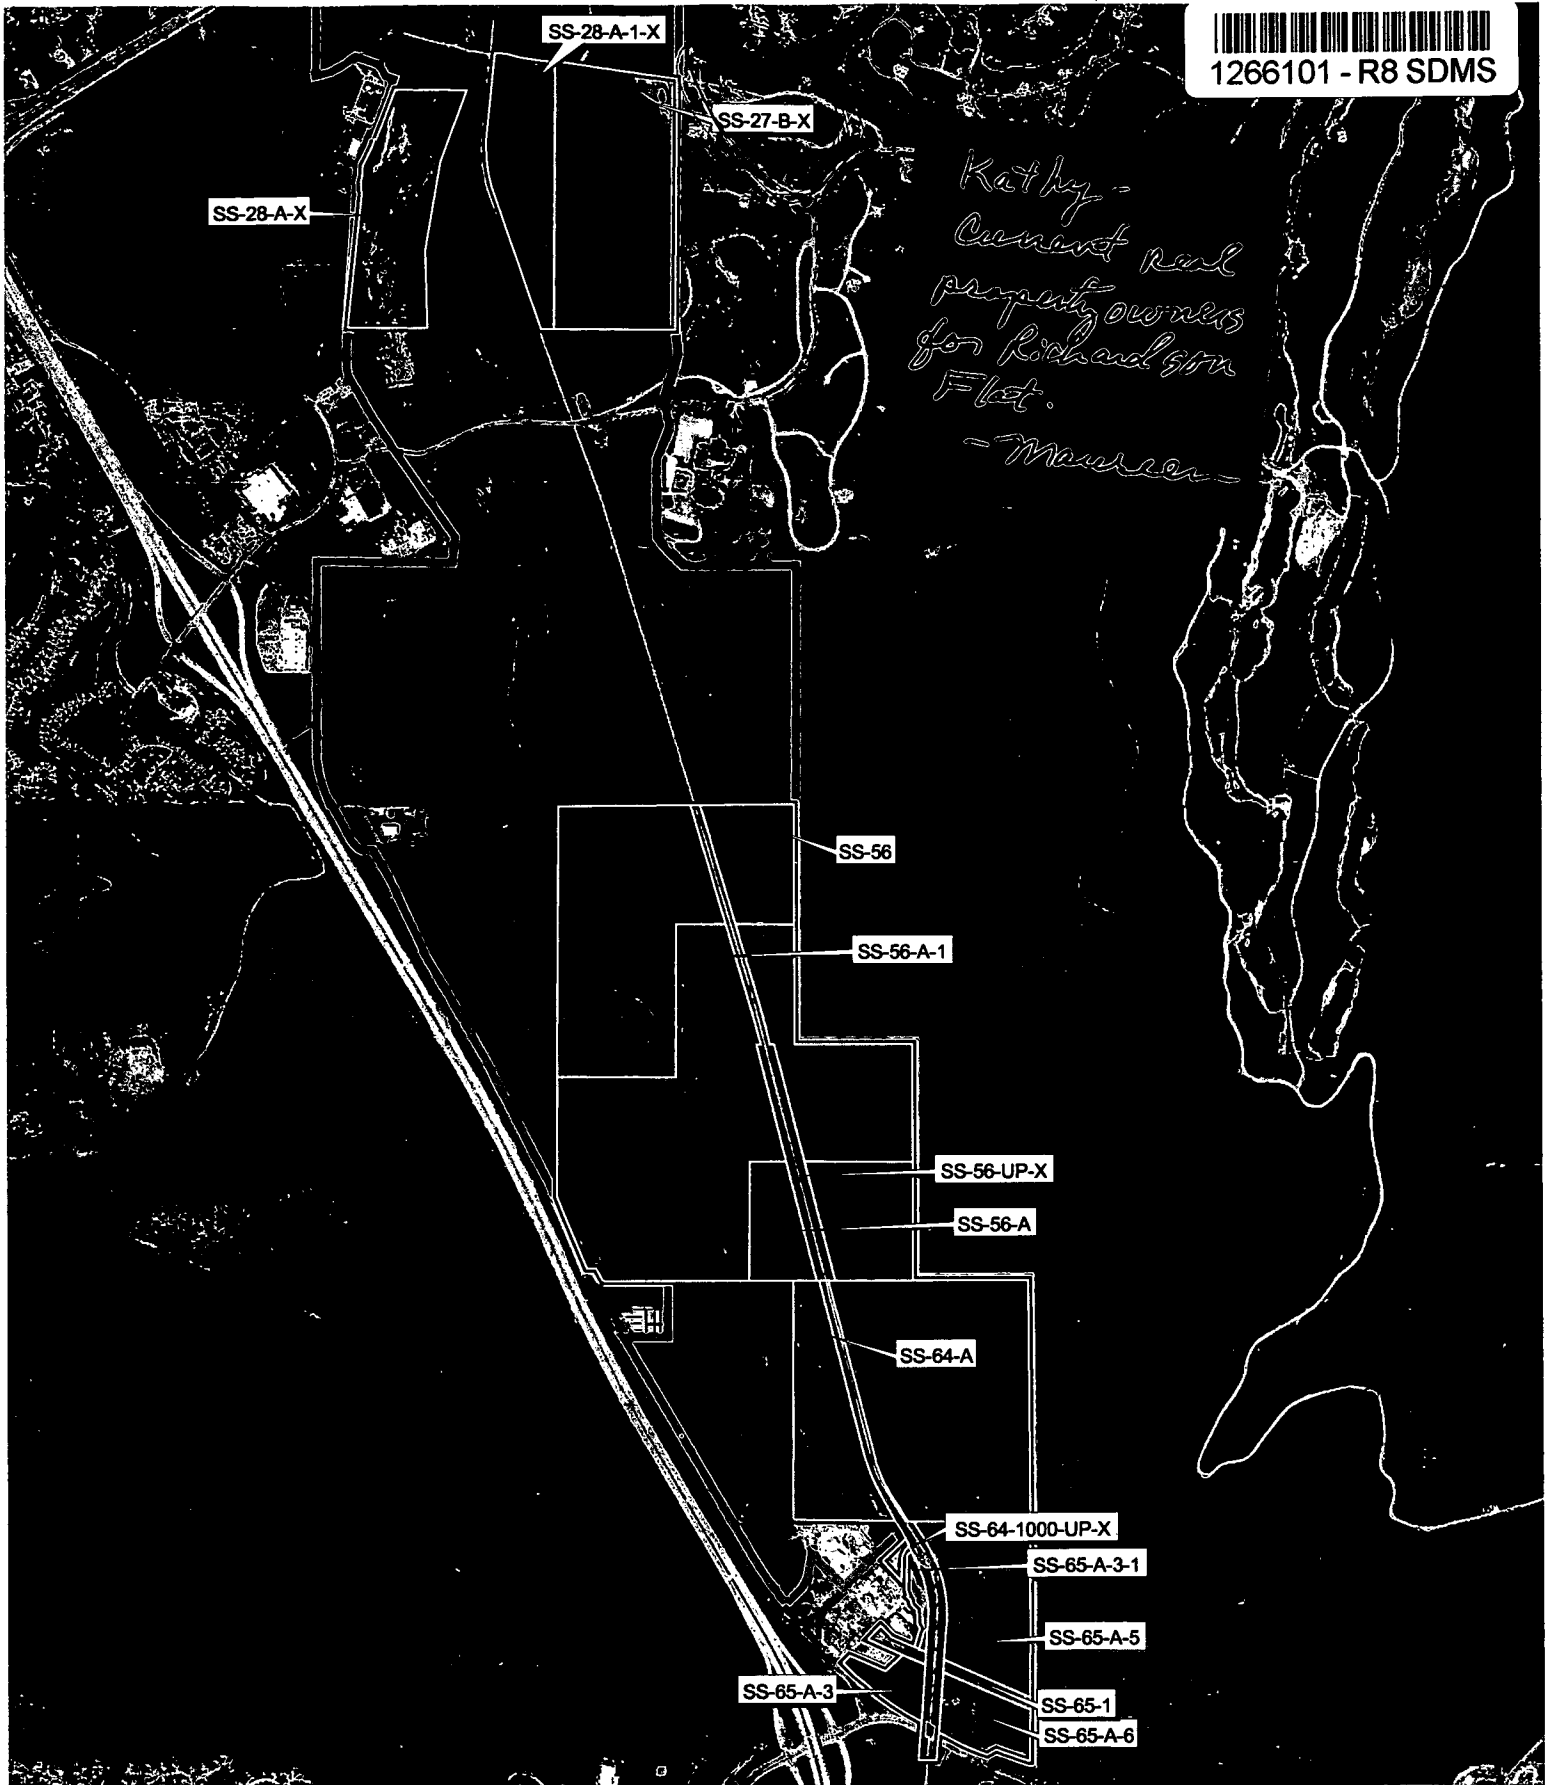 SS-28-A-1-X
1266101 - R8 SDMS
SS-27-B-X
Kathy -
Current real
property owners
for Richardson
Flat.
- Maureen
SS-28-A-X
SS-56
SS-56-A-1
SS-56-UP-X
SS-56-A
SS-64-A
SS-64-1000-UP-X
SS-65-A-3-1
SS-65-A-5
SS-65-A-3
SS-65-1
SS-65-A-6